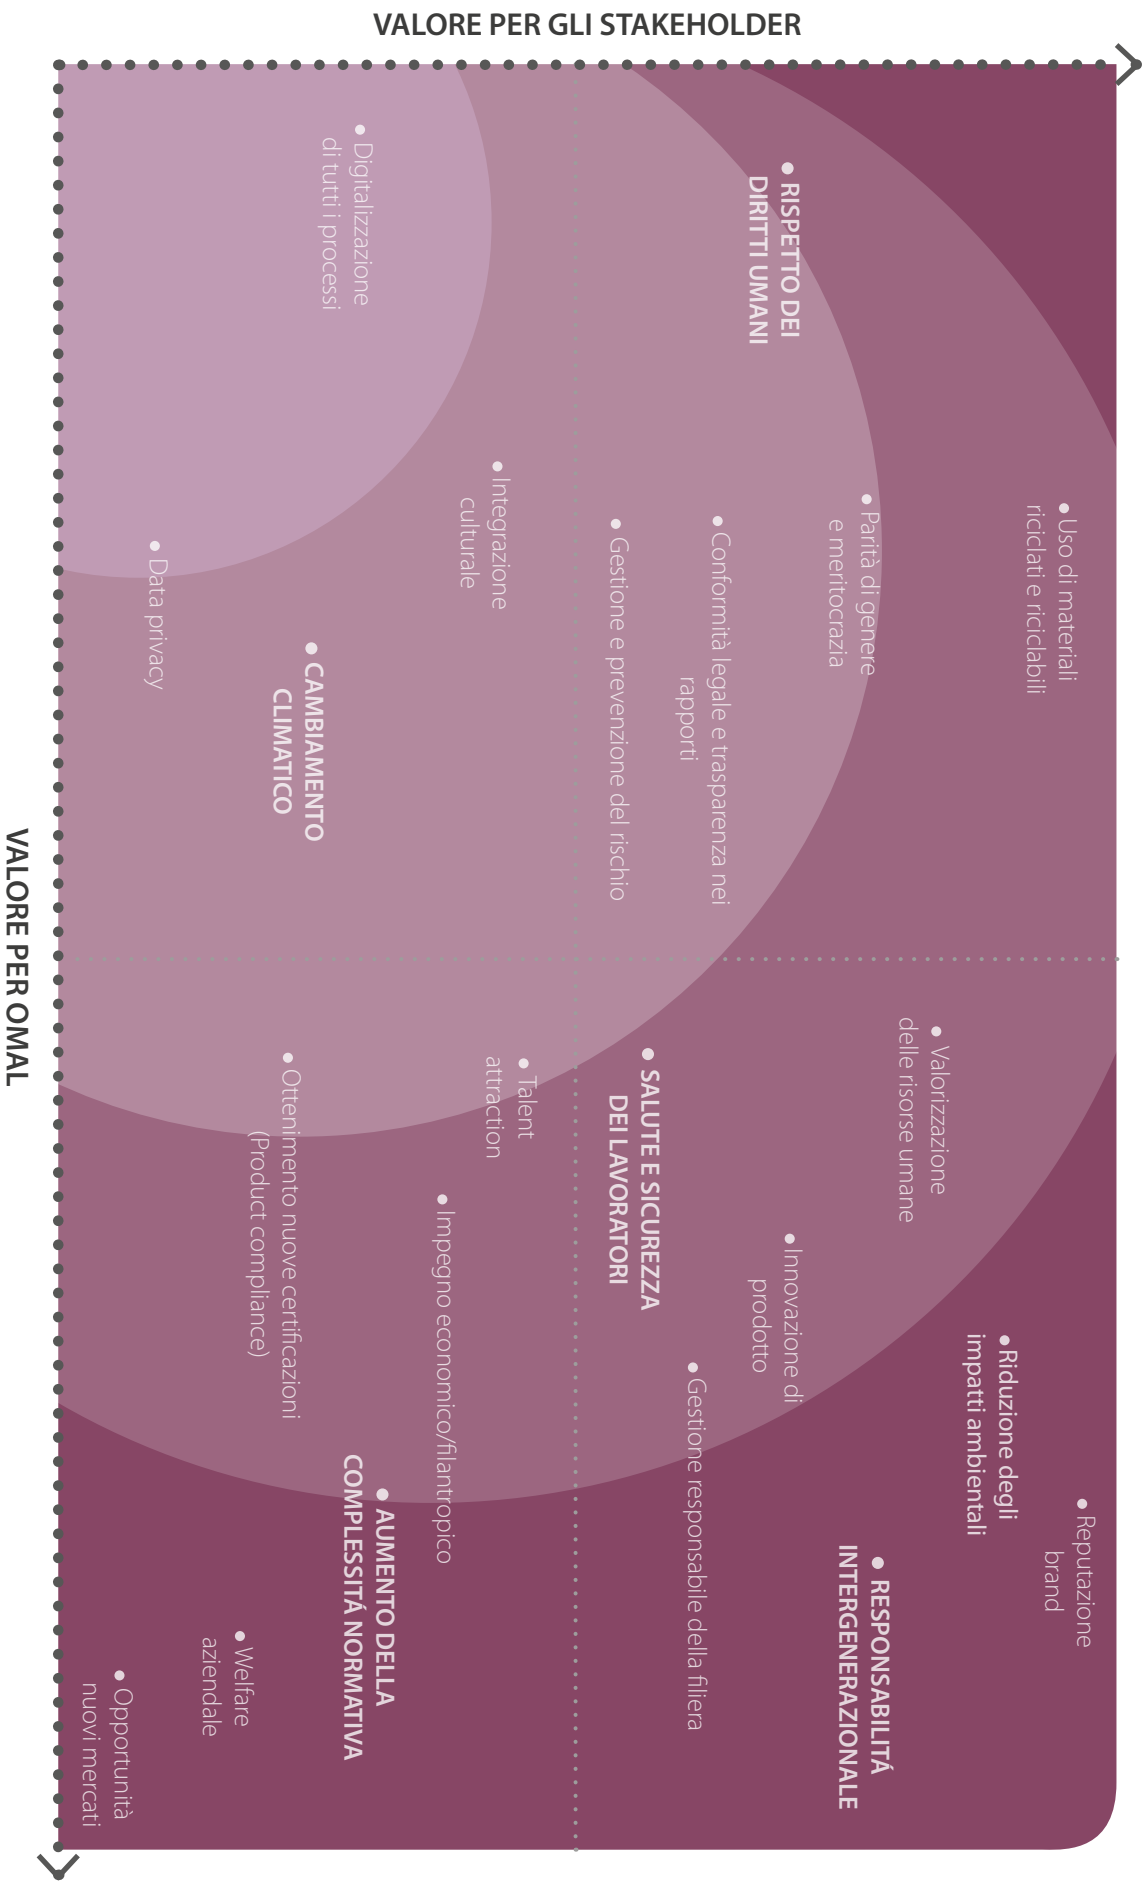 VALORE PER GLI STAKEHOLDER
Reputazione
brand
Uso di materiali
riciclati e riciclabili
Riduzione degli
impatti ambientali
Valorizzazione
delle risorse umane
RESPONSABILITÁ
INTERGENERAZIONALE
Parità di genere
e meritocrazia
RISPETTO DEI
DIRITTI UMANI
Innovazione di
prodotto
Conformità legale e trasparenza nei
rapporti
Gestione responsabile della filiera
SALUTE E SICUREZZA
DEI LAVORATORI
Gestione e prevenzione del rischio
Talent
attraction
Integrazione
culturale
Impegno economico/filantropico
AUMENTO DELLA
COMPLESSITÁ NORMATIVA
Digitalizzazione
di tutti i processi
CAMBIAMENTO
CLIMATICO
Ottenimento nuove certificazioni
(Product compliance)
Welfare
aziendale
Data privacy
Opportunità
nuovi mercati
VALORE PER OMAL